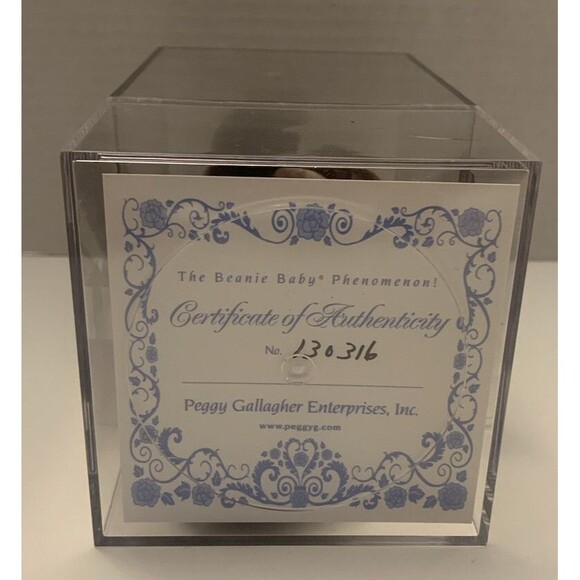 The Beanie Baby® Phenomenon!
Certificate of Authenticity
No. 130316
Peggy Gallagher Enterprises, Inc.
www.peggyg.com